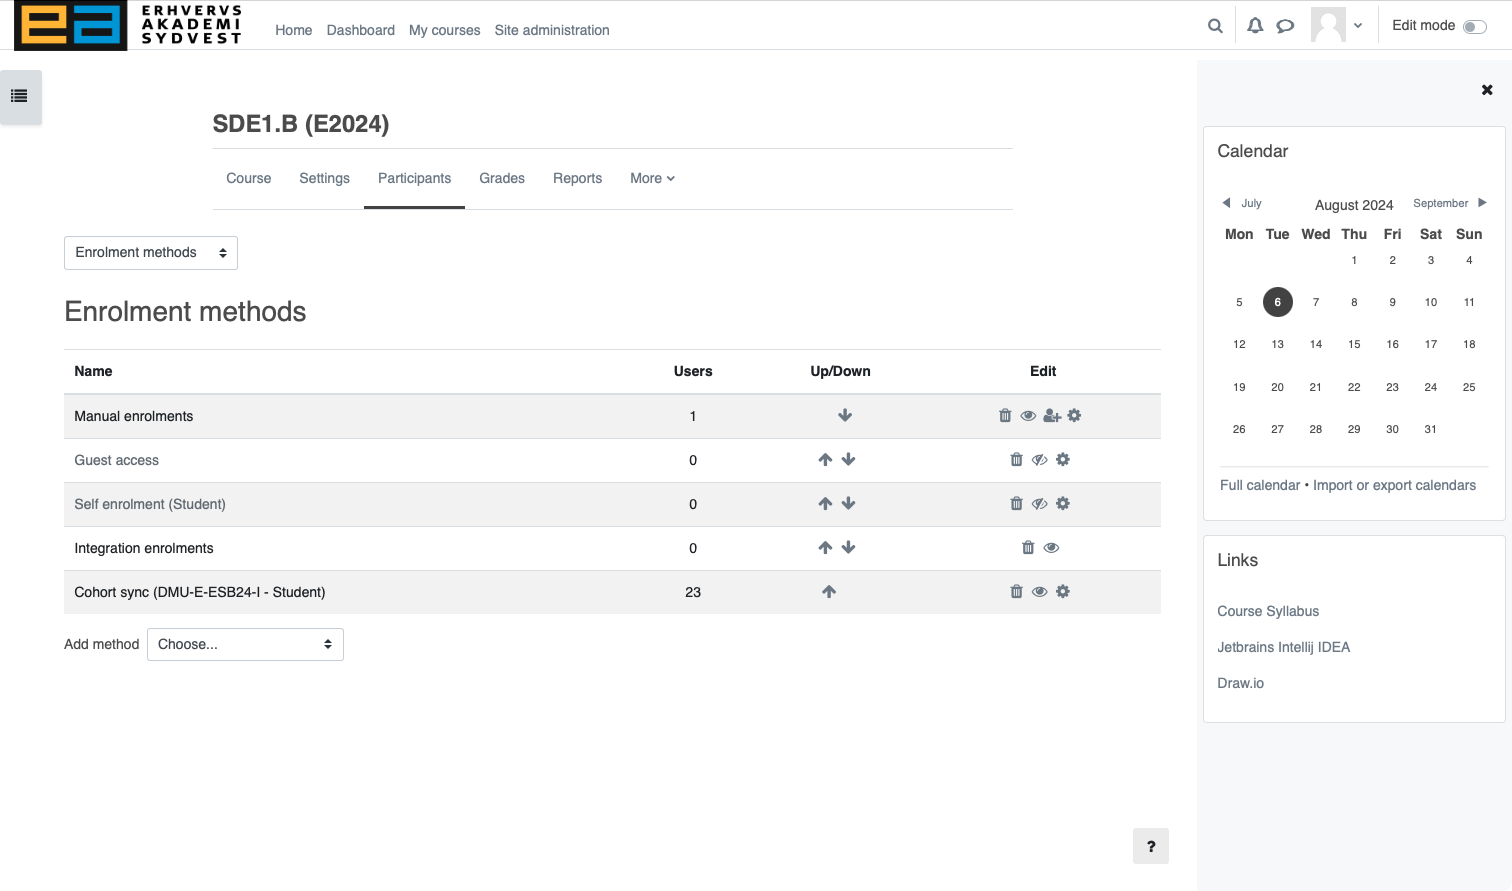 ERHVERVS
AKADEMI
SYDVEST
Home Dashboard My courses Site administration
Edit mode
SDE1.B (E2024)
Course Settings Participants Grades Reports More
Enrolment methods
Enrolment methods
Name Users Up/Down Edit
Manual enrolments 1
Guest access 0
Self enrolment (Student) 0
Integration enrolments 0
Cohort sync (DMU-E-ESB24-I - Student) 23
Add method Choose...
?
Calendar
July August 2024 September
Mon Tue Wed Thu Fri Sat Sun
1 2 3 4
5 6 7 8 9 10 11
12 13 14 15 16 17 18
19 20 21 22 23 24 25
26 27 28 29 30 31
Full calendar • Import or export calendars
Links
Course Syllabus
Jetbrains Intellij IDEA
Draw.io